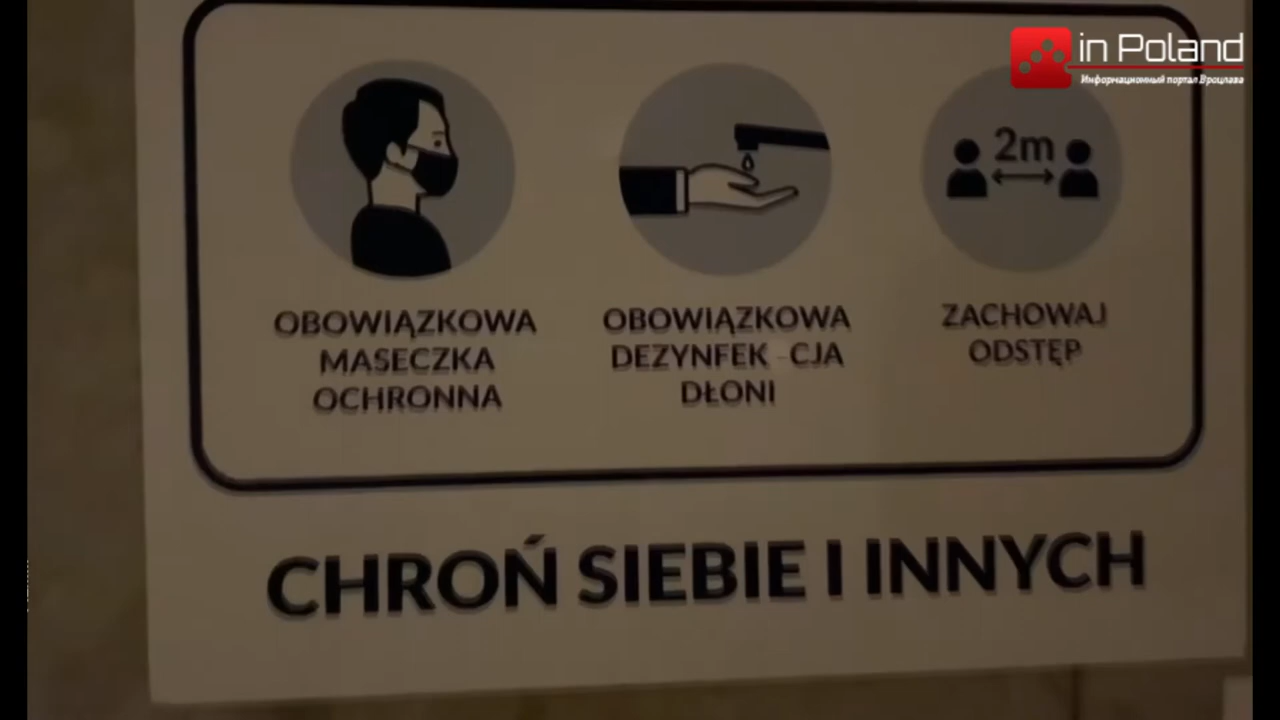 in Poland
Информационный портал Вроцлава
2m
OBOWIĄZKOWA
MASECZKA
OCHRONNA
OBOWIĄZKOWA
DEZYNFEK -CJA
DŁONI
ZACHOWAJ
ODSTĘP
CHROŃ SIEBIE I INNYCH